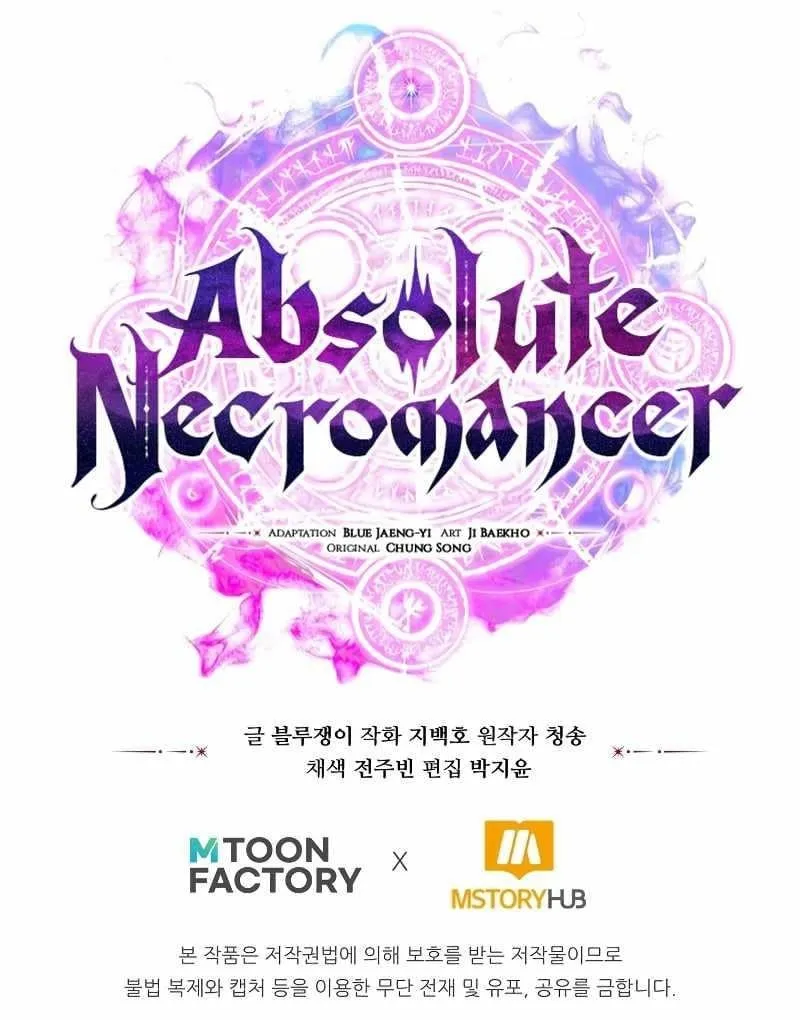 Absolute
Necromancer
ADAPTATION BLUE JAENG-YI ART JI BAEKHO
ORIGINAL CHUNG SONG
글 블루쟁이 작화 지백호 원작자 청송
채색 전주빈 편집 박지윤
MTOON
FACTORY
X
MSTORYHUB
본 작품은 저작권법에 의해 보호를 받는 저작물이므로
불법 복제와 캡처 등을 이용한 무단 전재 및 유포, 공유를 금합니다.